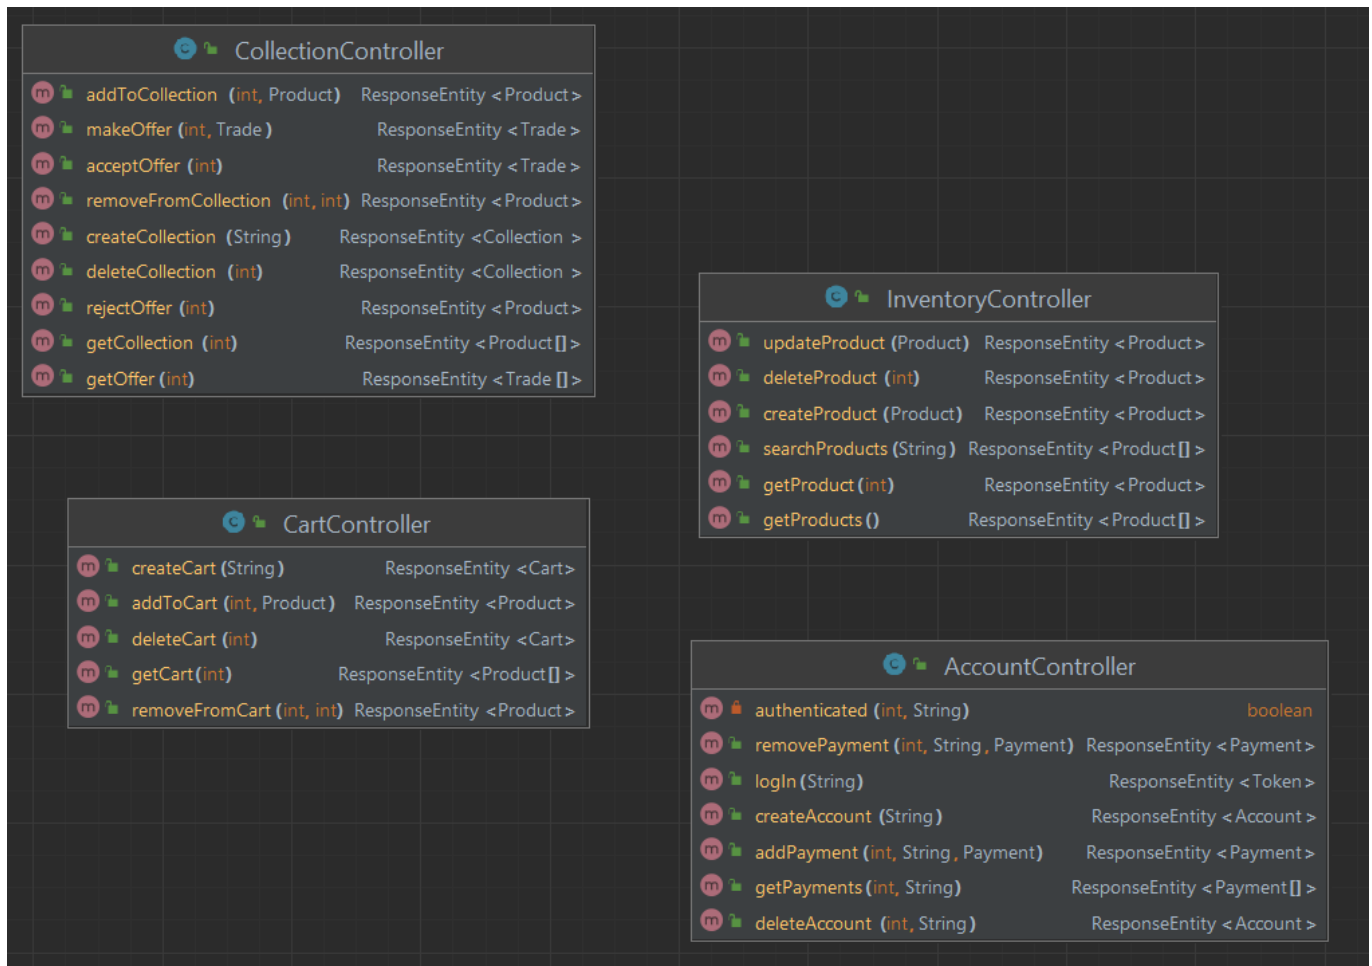 CollectionController
addToCollection (int, Product) ResponseEntity <Product>
makeOffer (int, Trade) ResponseEntity <Trade>
acceptOffer (int) ResponseEntity <Trade>
removeFromCollection (int, int) ResponseEntity <Product>
createCollection (String) ResponseEntity <Collection >
deleteCollection (int) ResponseEntity <Collection >
rejectOffer (int) ResponseEntity <Product>
getCollection (int) ResponseEntity <Product[]>
getOffer (int) ResponseEntity <Trade []>
InventoryController
updateProduct (Product) ResponseEntity <Product>
deleteProduct (int) ResponseEntity <Product>
createProduct (Product) ResponseEntity <Product>
searchProducts (String) ResponseEntity <Product[]>
getProduct (int) ResponseEntity <Product>
getProducts () ResponseEntity <Product[]>
CartController
createCart (String) ResponseEntity <Cart>
addToCart (int, Product) ResponseEntity <Product>
deleteCart (int) ResponseEntity <Cart>
getCart (int) ResponseEntity <Product[]>
removeFromCart (int, int) ResponseEntity <Product>
AccountController
authenticated (int, String) boolean
removePayment (int, String, Payment) ResponseEntity <Payment>
logIn (String) ResponseEntity <Token>
createAccount (String) ResponseEntity <Account >
addPayment (int, String, Payment) ResponseEntity <Payment>
getPayments (int, String) ResponseEntity <Payment[]>
deleteAccount (int, String) ResponseEntity <Account >